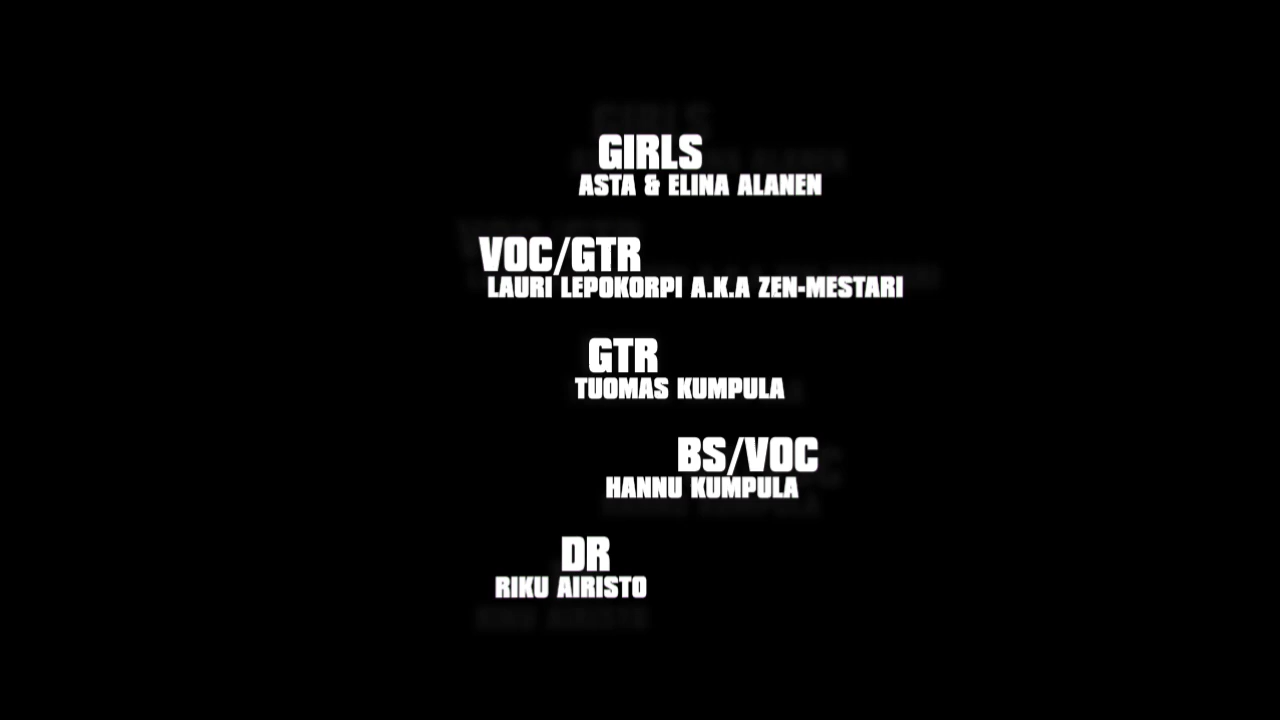 GIRLS
ASTA & ELINA ALANEN
VOC/GTR
LAURI LEPOKORPI A.K.A ZEN-MESTARI
GTR
TUOMAS KUMPULA
BS/VOC
HANNU KUMPULA
DR
RIKU AIRISTO